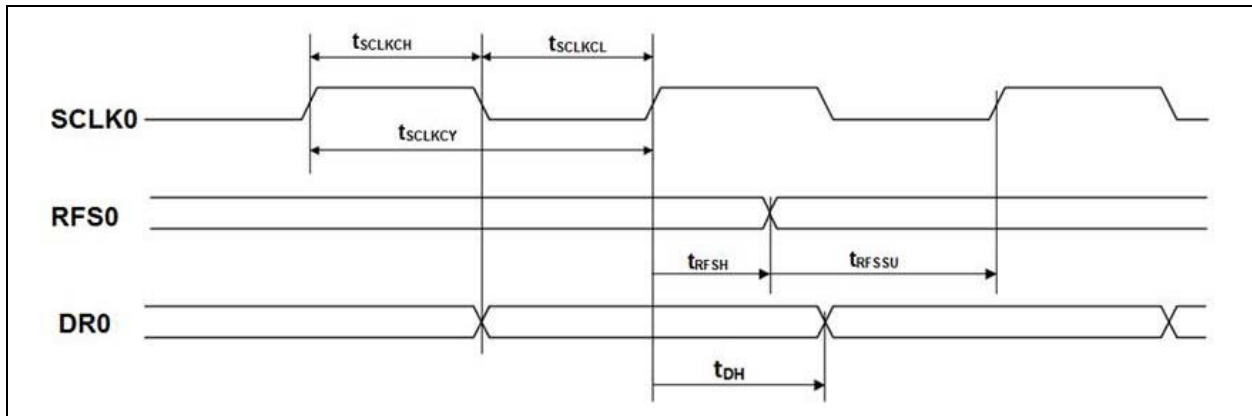 tSCLKCH tSCLKCL
SCLK0
tSCLKCY
RFS0
tRFSH tRFSSU
DR0
tDH